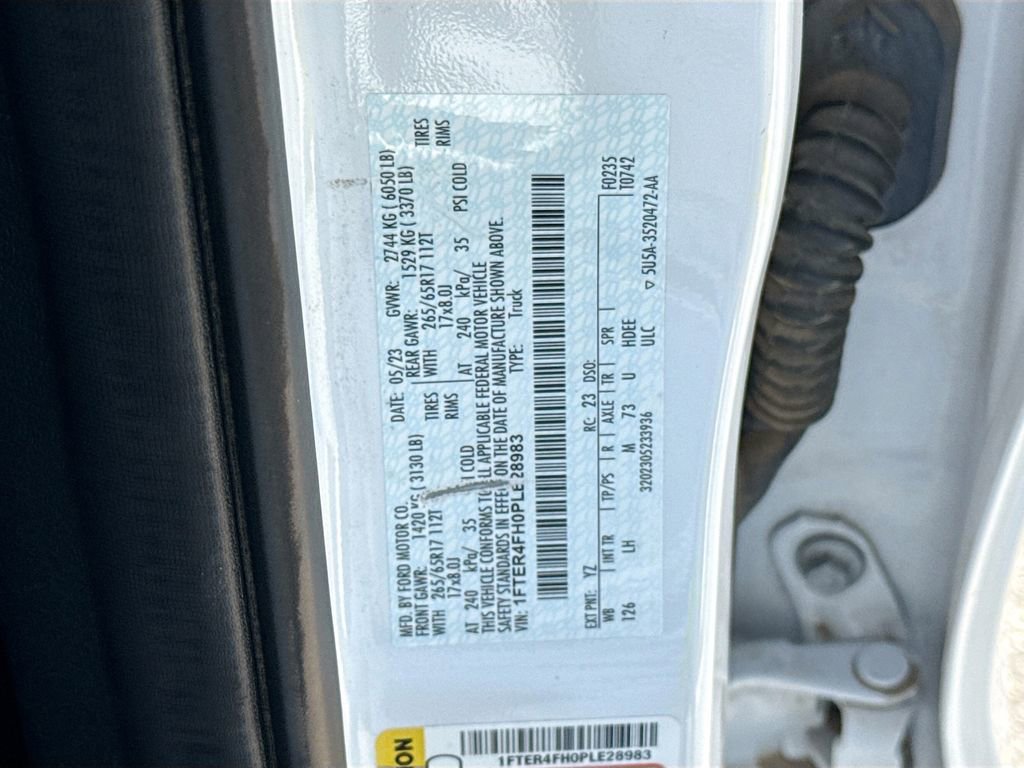 MFD. BY FORD MOTOR CO.
DATE: 05/23 GVWR: 2744 KG ( 6050 LB)
FRONT GAWR: 1420 KG ( 3130 LB)
REAR GAWR: 1529 KG ( 3370 LB)
WITH 265/65R17 112T TIRES
WITH 265/65R17 112T TIRES
17x8.0J RIMS
17x8.0J RIMS
AT 240 kPa/ 35 COLD
AT 240 kPa/ 35 PSI COLD
THIS VEHICLE CONFORMS APPLICABLE FEDERAL MOTOR VEHICLE
SAFETY STANDARDS IN EFFECT ON THE DATE OF MANUFACTURE SHOWN ABOVE.
VIN: 1FTER4FH0PLE28983 TYPE: Truck
EXT PNT: YZ RC: 23 DSO: F0235
WB INT TR TP/PS R AXLE TR SPR T0742
126 LH M 73 U HDEE
ULC
3202305233936 ▽ 5U5A-3520472-AA
1FTER4FH0PLE28983